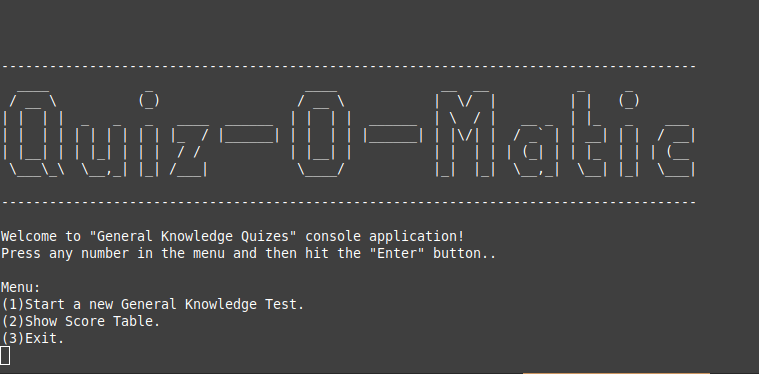 Quiz-O-Matic
Welcome to "General Knowledge Quizes" console application!
Press any number in the menu and then hit the "Enter" button..
Menu:
(1)Start a new General Knowledge Test.
(2)Show Score Table.
(3)Exit.